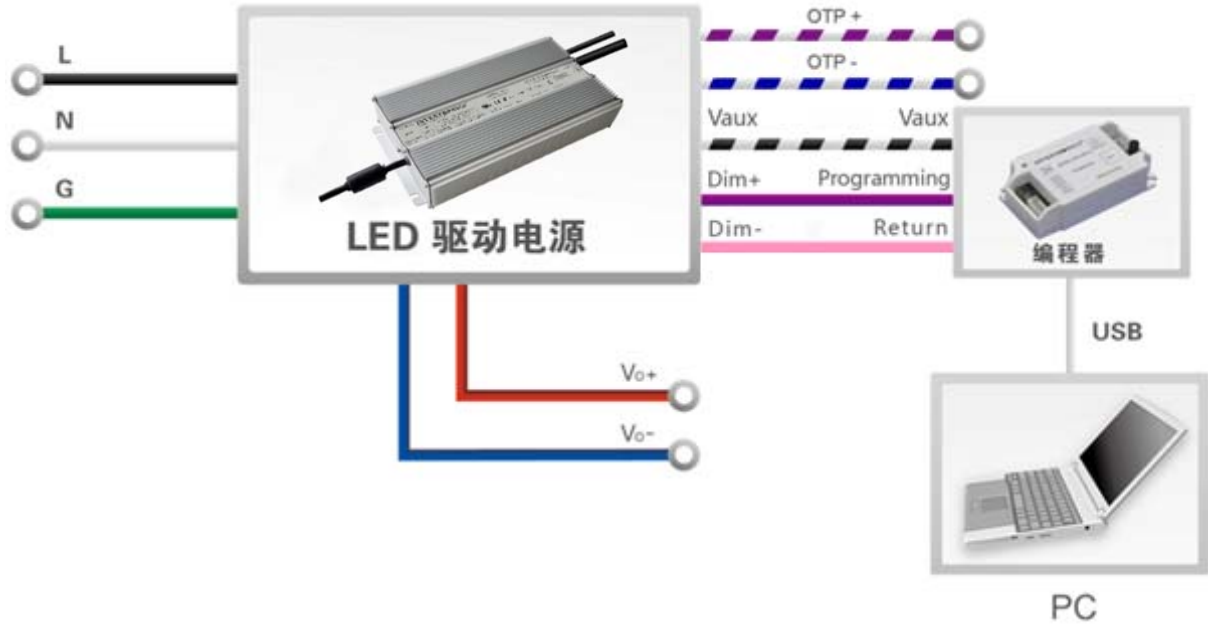 L
N
G
LED 驱动电源
OTP +
OTP -
Vaux Vaux
Dim+ Programming
Dim- Return
编程器
USB
Vo+
Vo-
PC